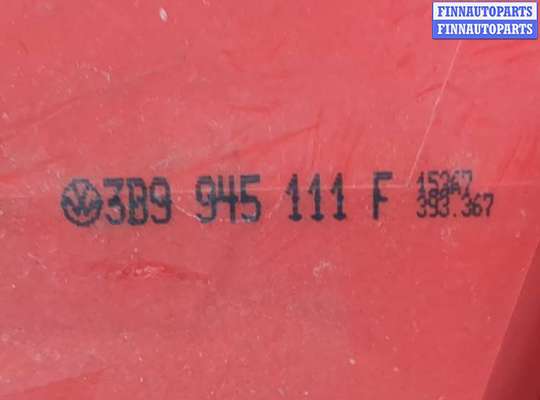 FINNAUTOPARTS
FINNAUTOPARTS
3B9 945 111 F
393.367